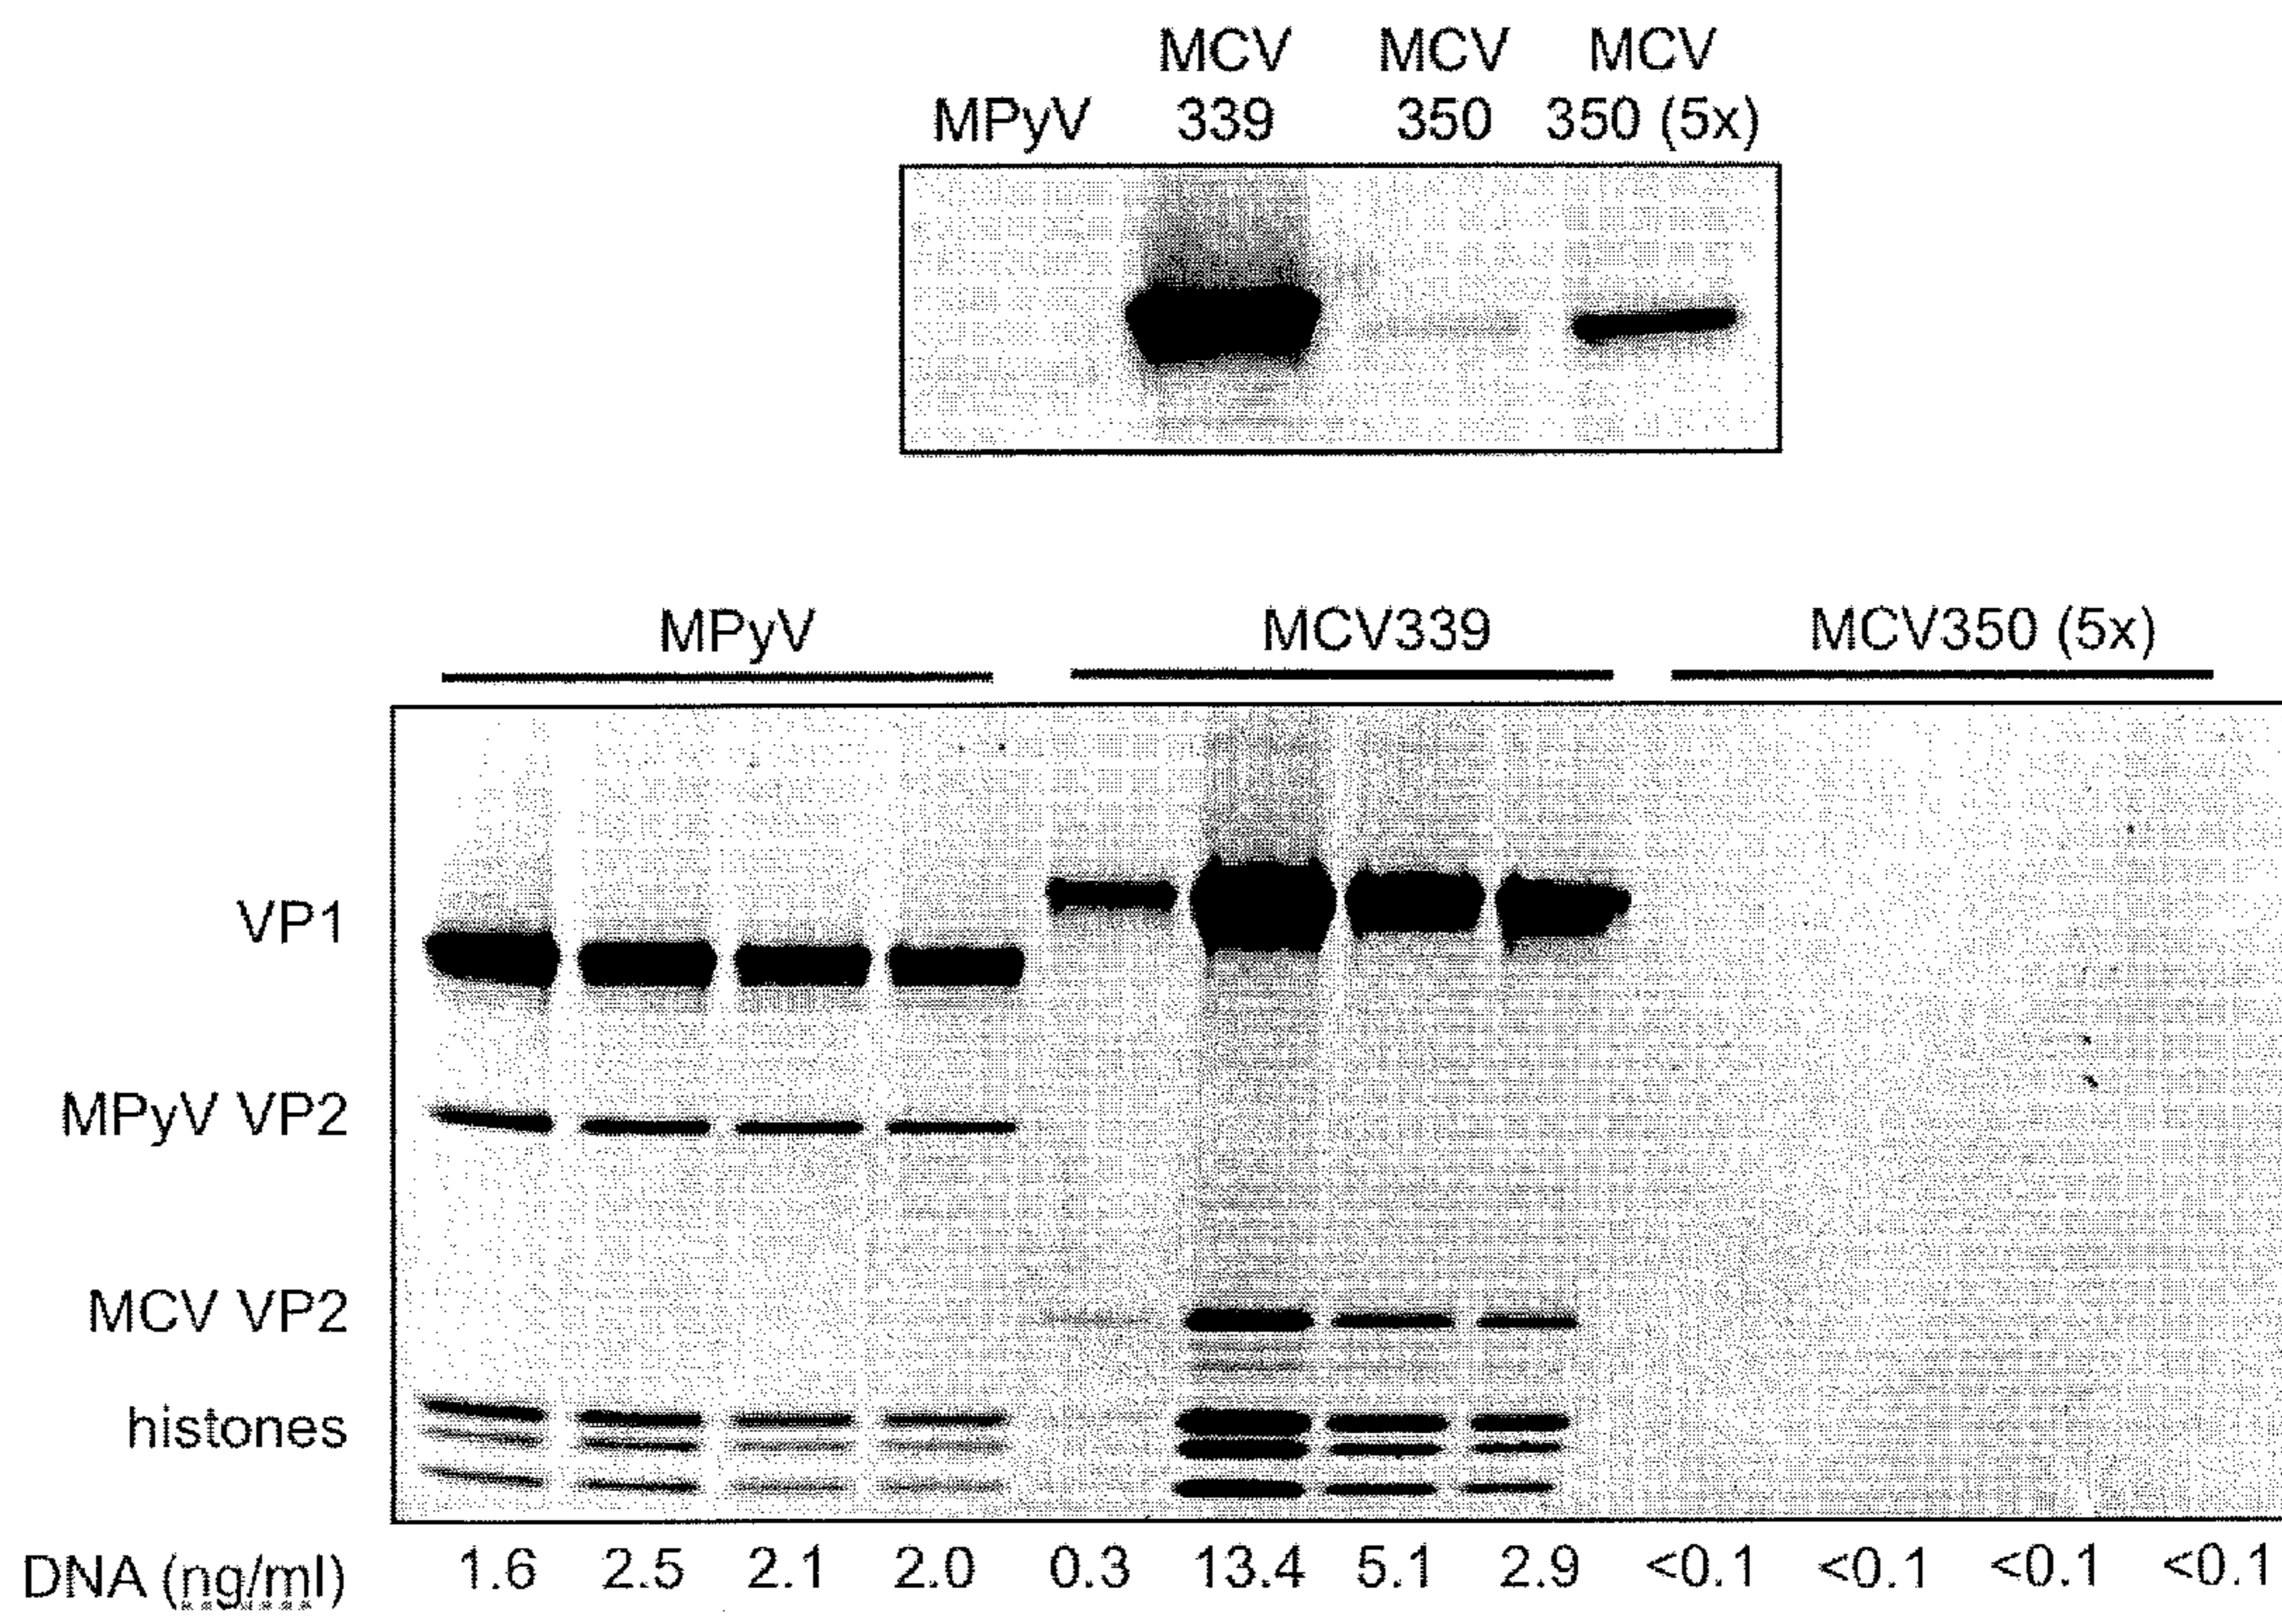 MCV MCV MCV
MPyV 339 350 350 (5x)
MPyV MCV339 MCV350 (5x)
VP1
MPyV VP2
MCV VP2
histones
DNA (ng/ml) 1.6 2.5 2.1 2.0 0.3 13.4 5.1 2.9 <0.1 <0.1 <0.1 <0.1